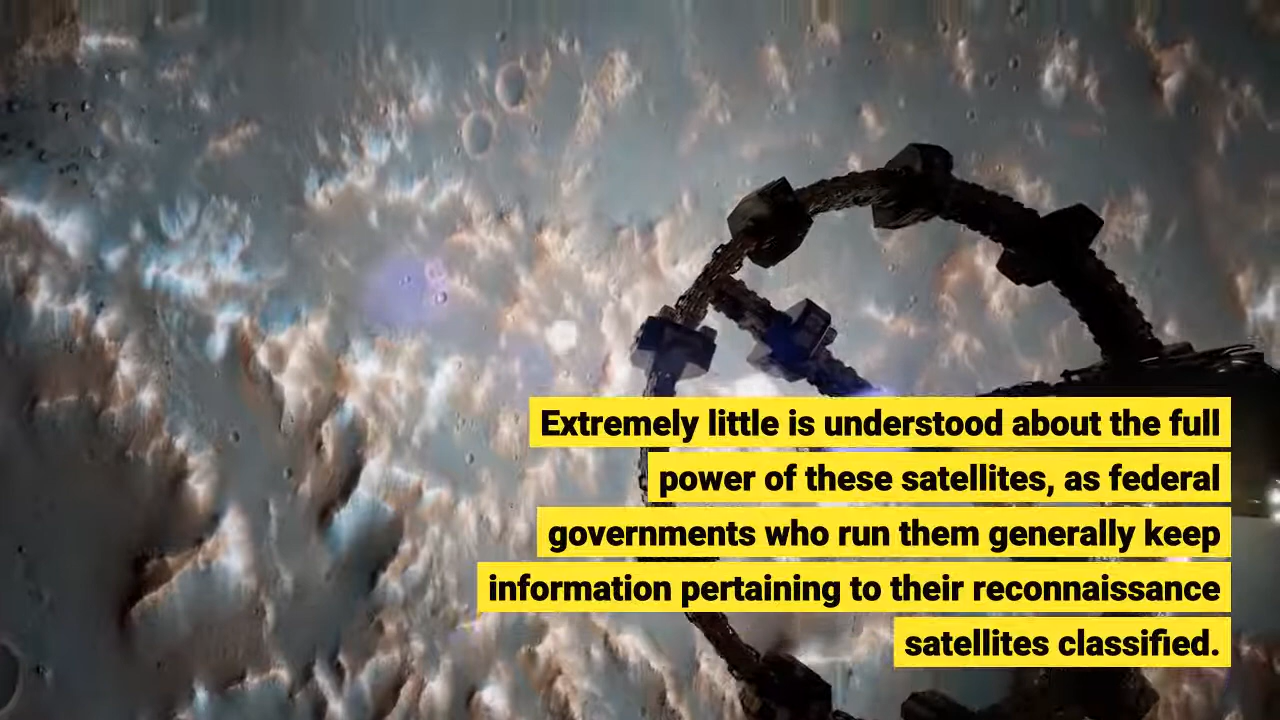 Extremely little is understood about the full
power of these satellites, as federal
governments who run them generally keep
information pertaining to their reconnaissance
satellites classified.